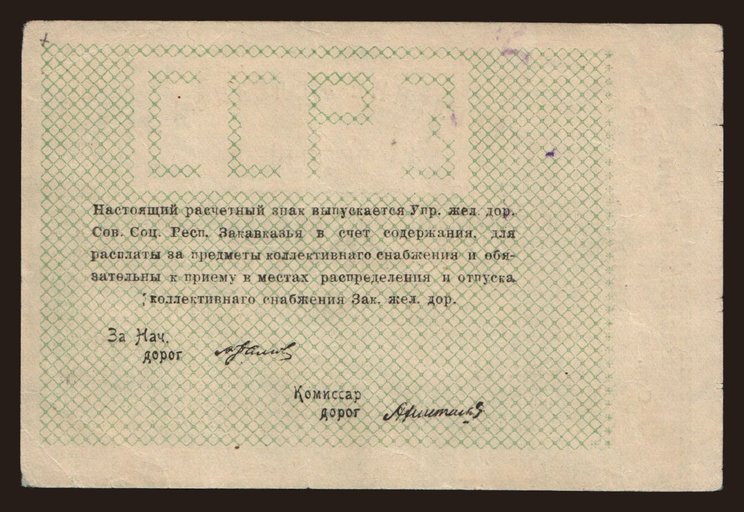 ССРЗ
Настоящий расчетный знак выпускается Упр. жел. дор.
Сов. Соц. Респ. Закавказья в счет содержания, для
расплаты за предметы коллективнаго снабжения и обя-
зательны к приему в местах распределения и отпуска
коллективнаго снабжения Зак. жел. дор.
За Нач.
дорог
Комиссар
дорог